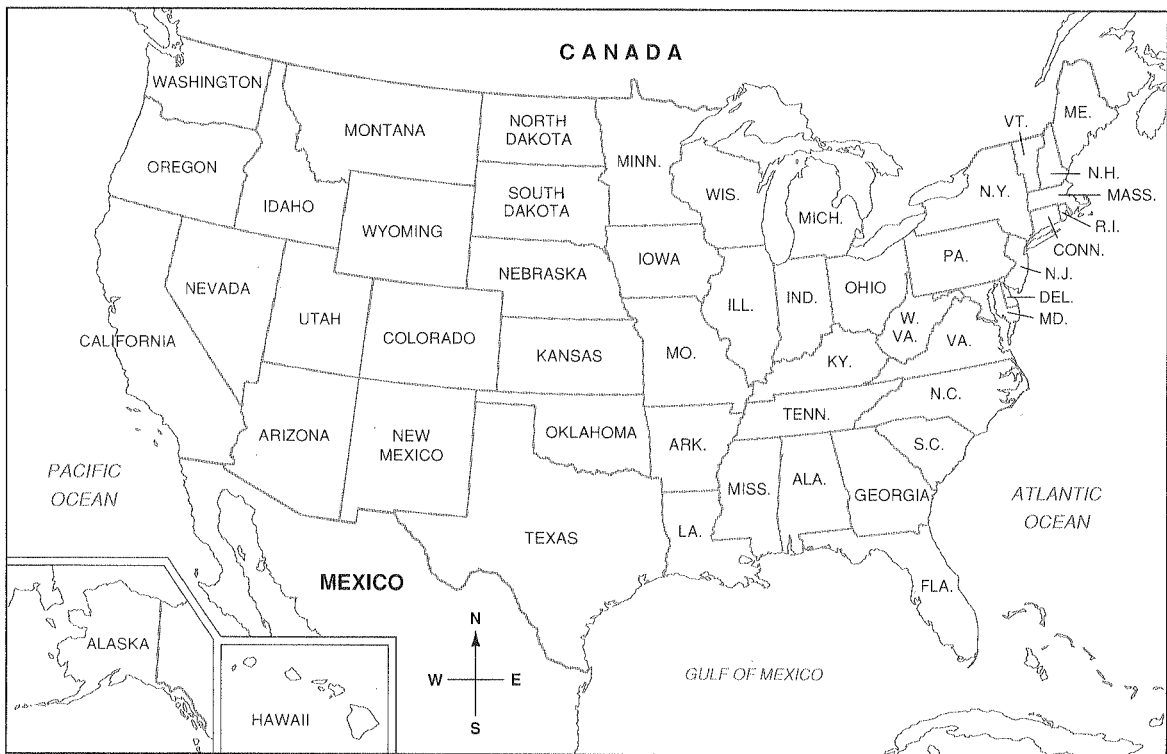 CANADA
WASHINGTON
MONTANA
NORTH
DAKOTA
MINN.
VT.
ME.
OREGON
IDAHO
SOUTH
DAKOTA
WIS.
MICH.
N.Y.
N.H.
MASS.
R.I.
CONN.
WYOMING
NEBRASKA
IOWA
PA.
N.J.
DEL.
MD.
NEVADA
UTAH
COLORADO
ILL.
IND.
OHIO
W.
VA.
VA.
CALIFORNIA
KANSAS
MO.
KY.
N.C.
TENN.
ARIZONA
NEW
MEXICO
OKLAHOMA
ARK.
S.C.
PACIFIC
OCEAN
MISS.
ALA.
GEORGIA
ATLANTIC
OCEAN
TEXAS
LA.
MEXICO
FLA.
ALASKA
HAWAII
N
W
E
S
GULF OF MEXICO